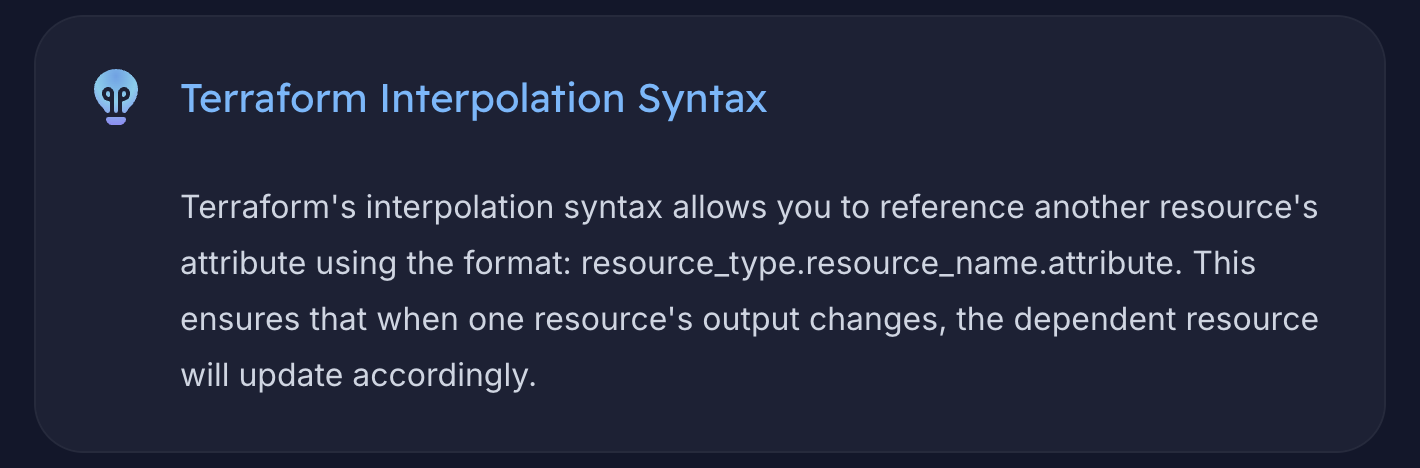 Terraform Interpolation Syntax
Terraform's interpolation syntax allows you to reference another resource's
attribute using the format: resource_type.resource_name.attribute. This
ensures that when one resource's output changes, the dependent resource
will update accordingly.